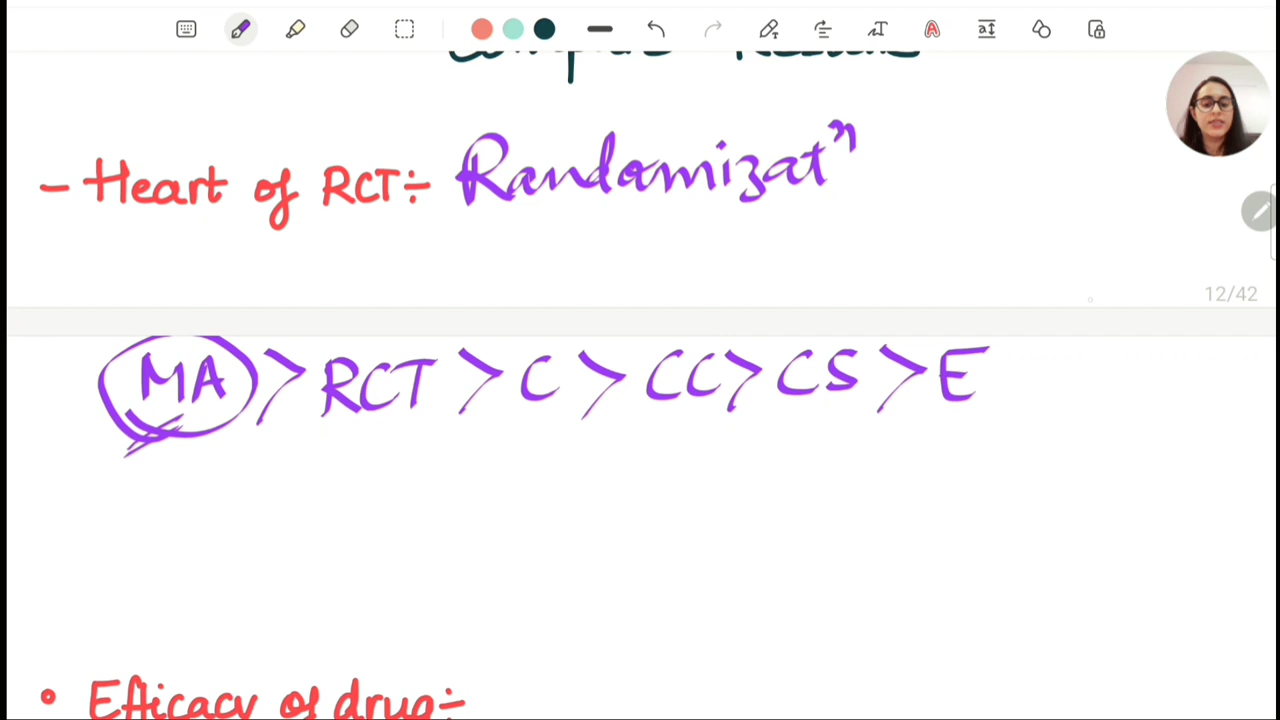 - Heart of RCT:- Randamizatⁿ
12/42
MA > RCT > C > CC > CS > E
• Efficacy of drug:-